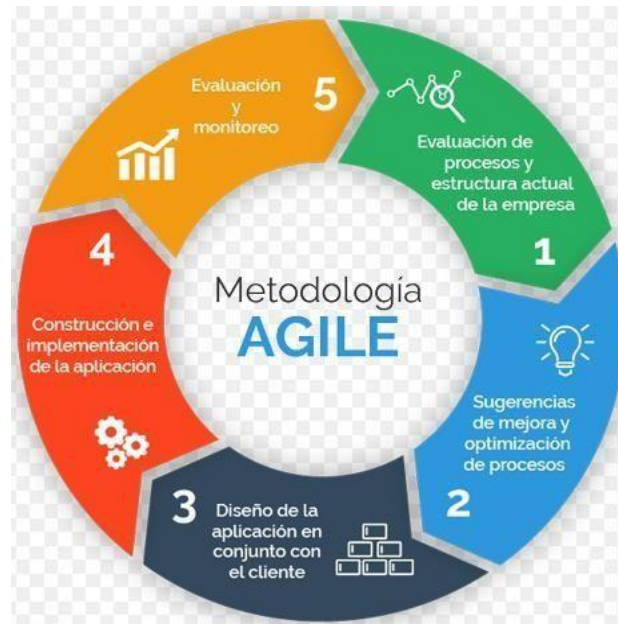 Metodología
AGILE
Evaluación de
procesos y
estructura actual
de la empresa
1
Sugerencias
de mejora y
optimización
de procesos
2
3
Diseño de la
aplicación en
conjunto con
el cliente
4
Construcción e
implementación
de la aplicación
5
Evaluación
y
monitoreo